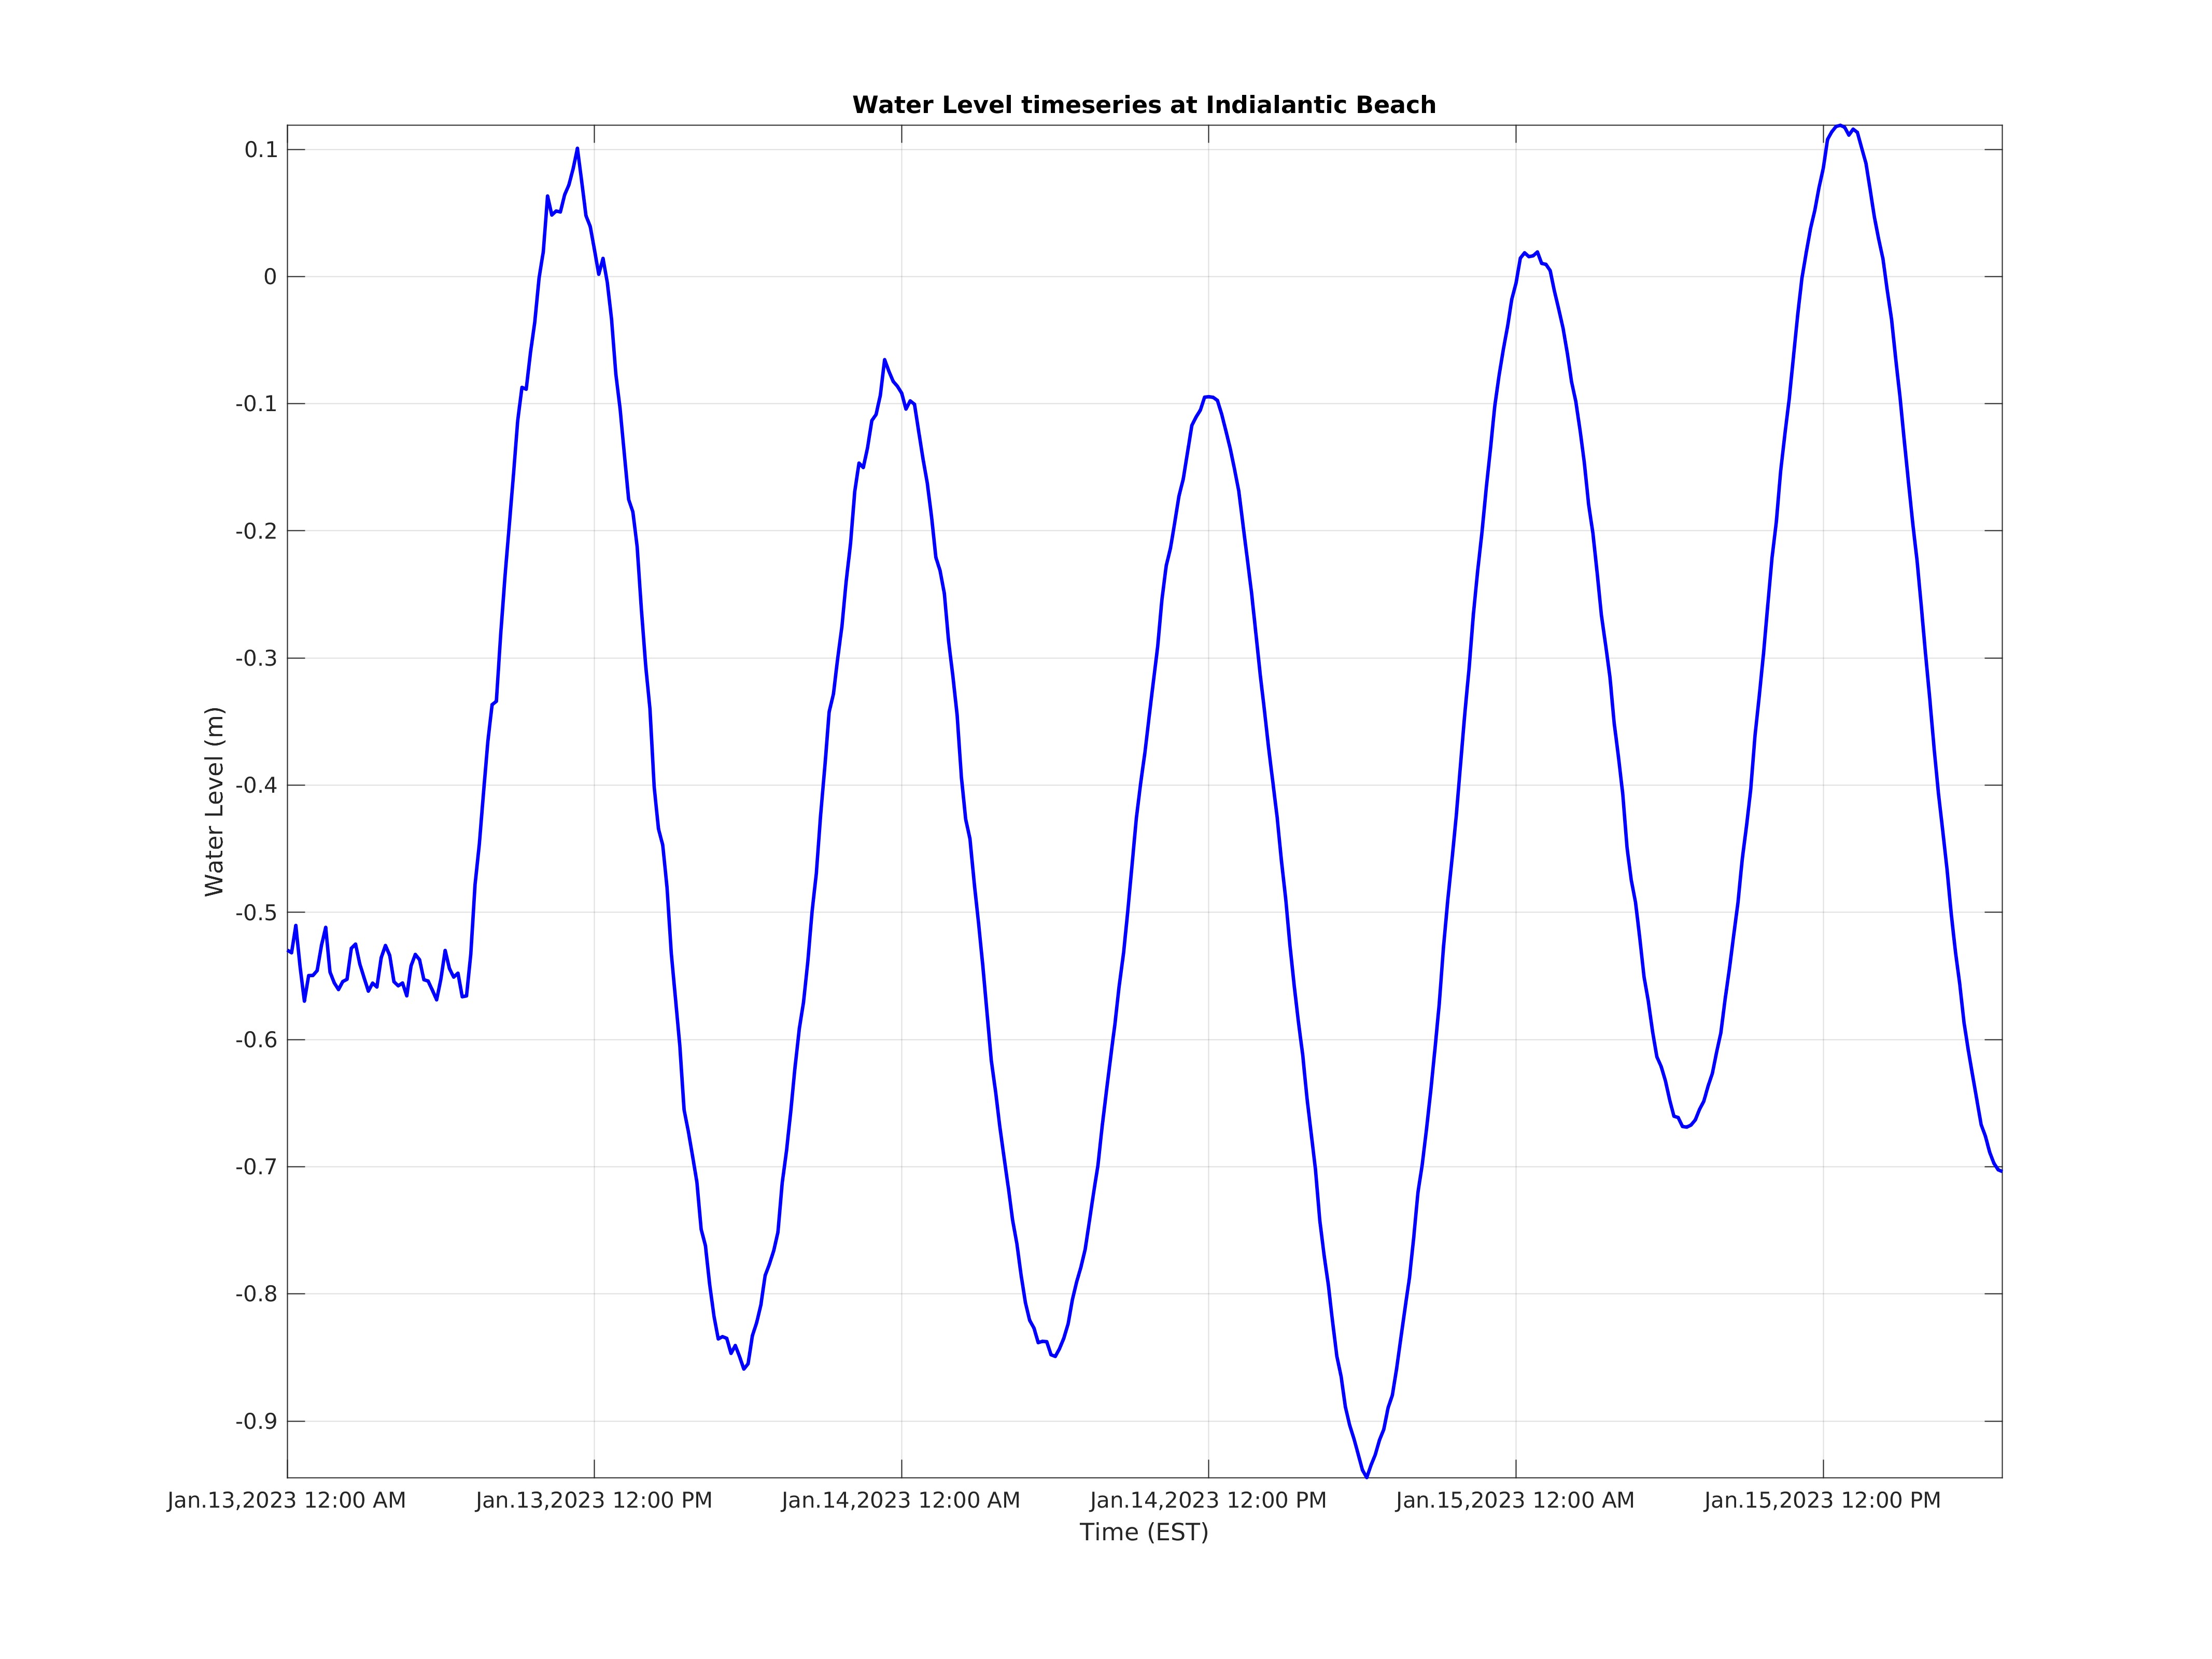 Water Level timeseries at Indialantic Beach
0.1
0
-0.1
-0.2
-0.3
-0.4
-0.5
-0.6
-0.7
-0.8
-0.9
Water Level (m)
Jan.13,2023 12:00 AM
Jan.13,2023 12:00 PM
Jan.14,2023 12:00 AM
Jan.14,2023 12:00 PM
Jan.15,2023 12:00 AM
Jan.15,2023 12:00 PM
Time (EST)